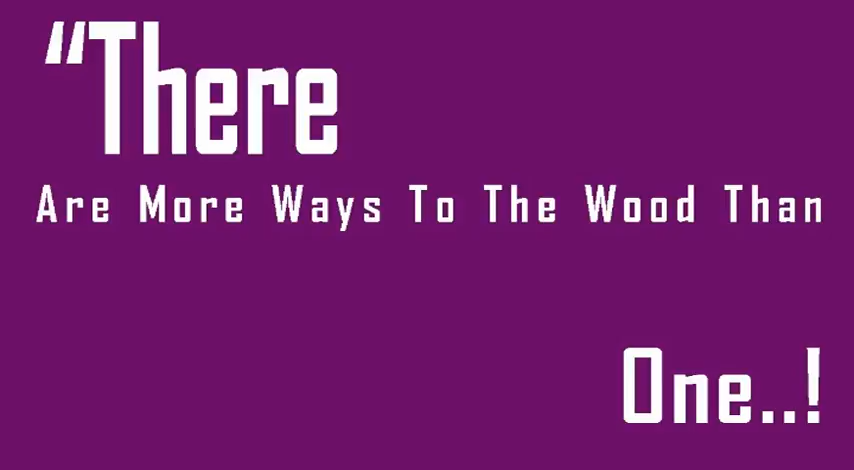 “There
Are More Ways To The Wood Than
One..!